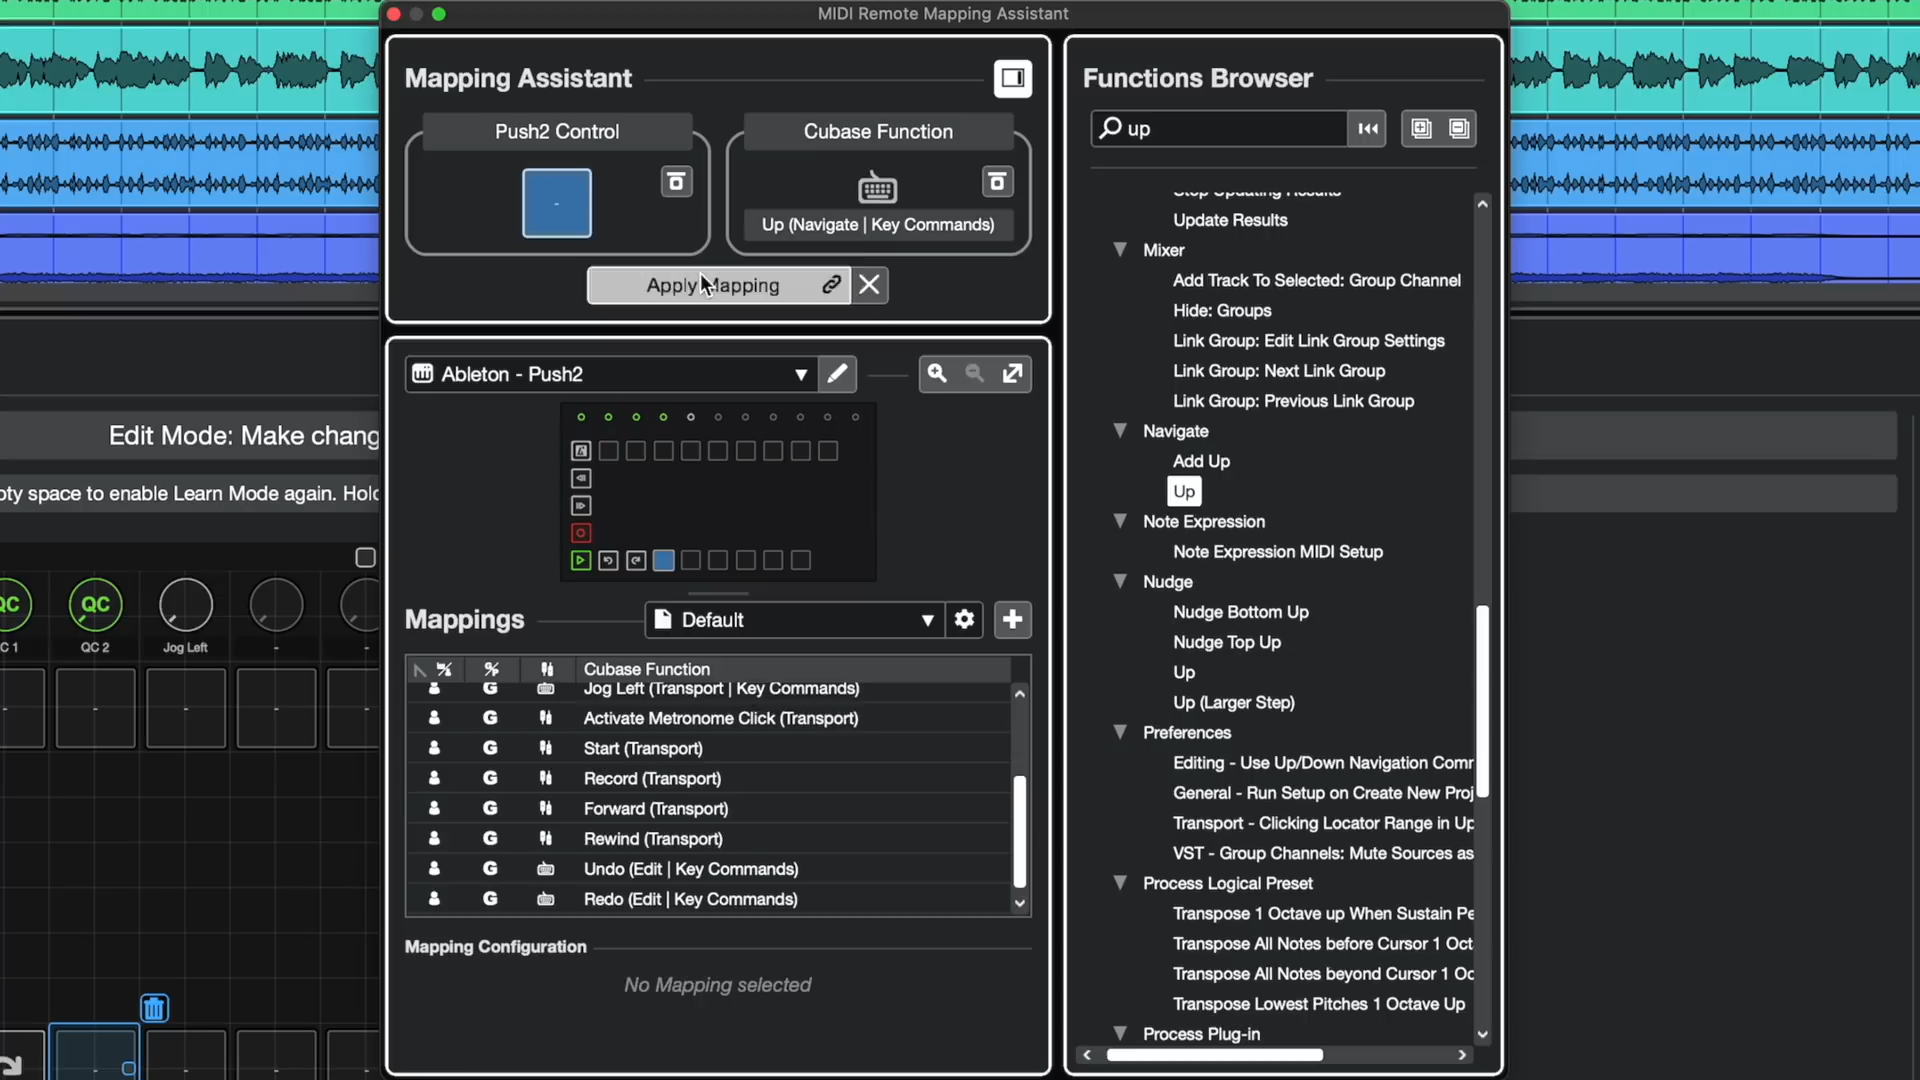 MIDI Remote Mapping Assistant
Mapping Assistant
Push2 Control
Cubase Function
-
Up (Navigate | Key Commands)
Apply Mapping
Ableton - Push2
Mappings
Default
Cubase Function
Jog Left (Transport | Key Commands)
G
Activate Metronome Click (Transport)
G
Start (Transport)
G
Record (Transport)
G
Forward (Transport)
G
Rewind (Transport)
G
Undo (Edit | Key Commands)
G
Redo (Edit | Key Commands)
G
Mapping Configuration
No Mapping selected
Functions Browser
up
Stop Updating Results
Update Results
Mixer
Add Track To Selected: Group Channel
Hide: Groups
Link Group: Edit Link Group Settings
Link Group: Next Link Group
Link Group: Previous Link Group
Navigate
Add Up
Up
Note Expression
Note Expression MIDI Setup
Nudge
Nudge Bottom Up
Nudge Top Up
Up
Up (Larger Step)
Preferences
Editing - Use Up/Down Navigation Comr
General - Run Setup on Create New Proj
Transport - Clicking Locator Range in Up
VST - Group Channels: Mute Sources as
Process Logical Preset
Transpose 1 Octave up When Sustain Pe
Transpose All Notes before Cursor 1 Oct
Transpose All Notes beyond Cursor 1 Oc
Transpose Lowest Pitches 1 Octave Up
Process Plug-in
Edit Mode: Make chang
pty space to enable Learn Mode again. Hold
QC
QC
C 1
QC 2
Jog Left
-
-